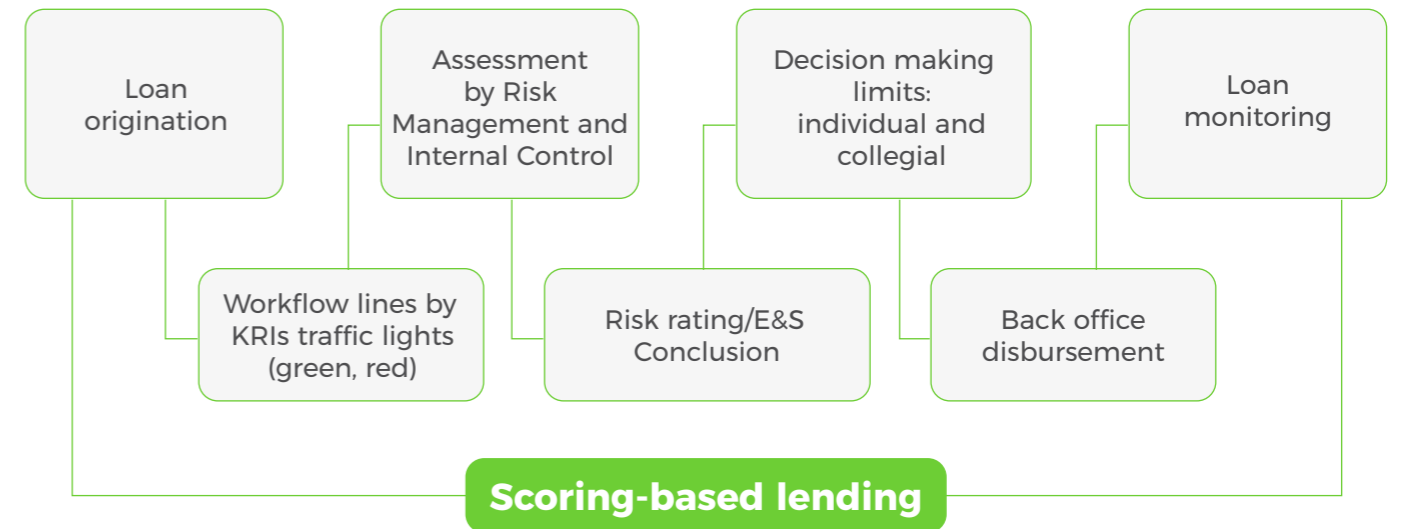 Loan
origination
Workflow lines by
KRIs traffic lights
(green, red)
Assessment
by Risk
Management and
Internal Control
Risk rating/E&S
Conclusion
Decision making
limits:
individual and
collegial
Back office
disbursement
Loan
monitoring
Scoring-based lending